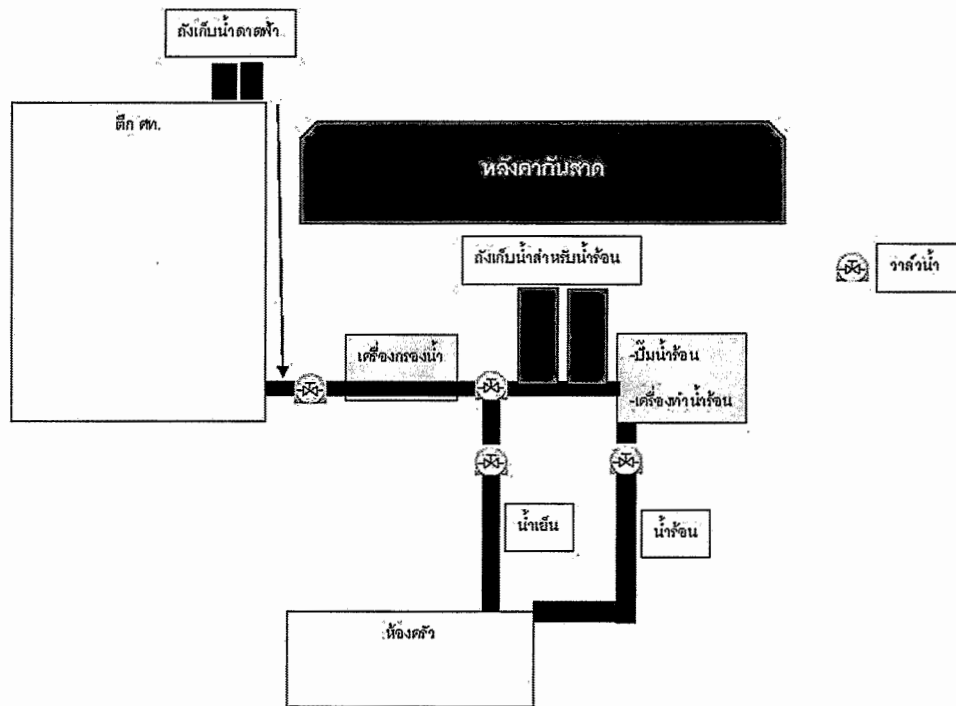 ถังเก็บน้ำดาดฟ้า
ตึก ศท.
หลังคากันสาด
ถังเก็บน้ำสำหรับน้ำร้อน
วาล์วน้ำ
เครื่องกรองน้ำ
-ปั๊มน้ำร้อน
-เครื่องทำน้ำร้อน
น้ำเย็น
น้ำร้อน
ห้องครัว